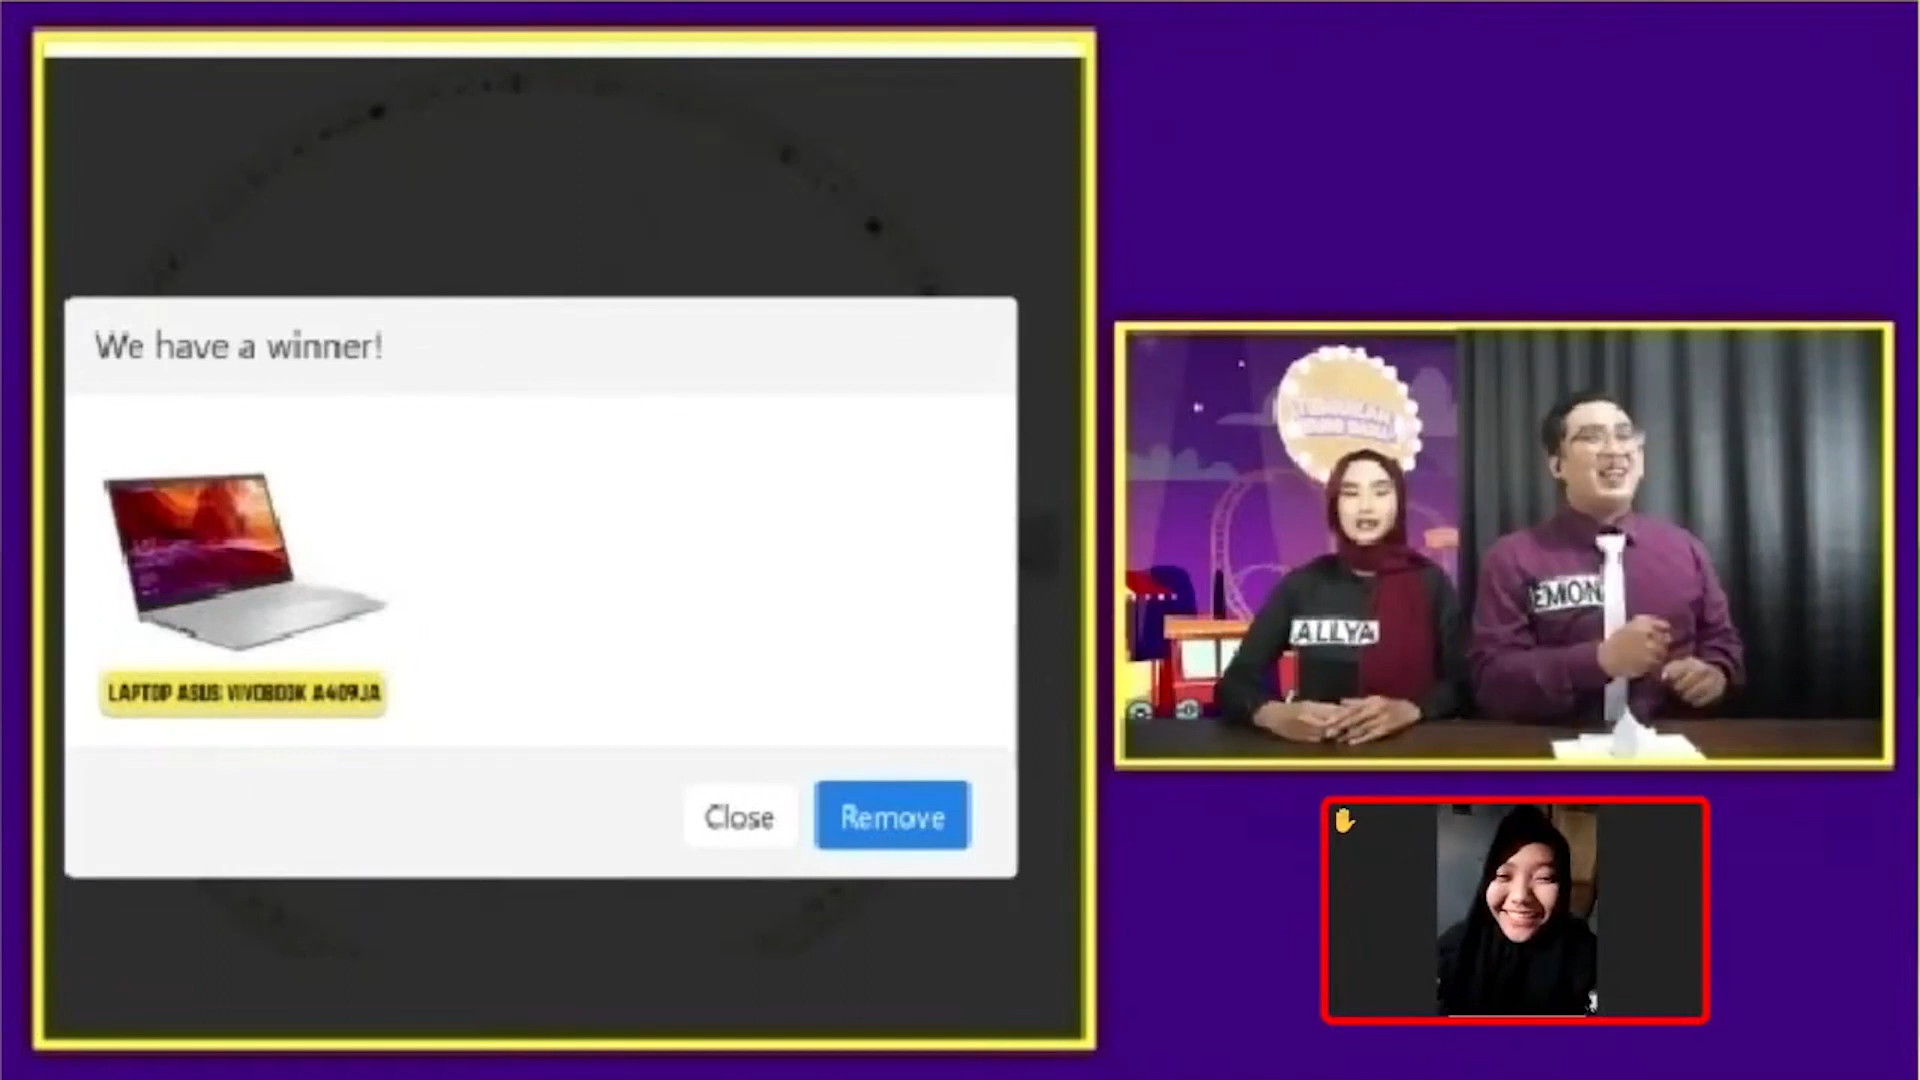 We have a winner!
LAPTOP ASUS VIVOBOOK A409JA
Close
Remove
ALLYA
EMON